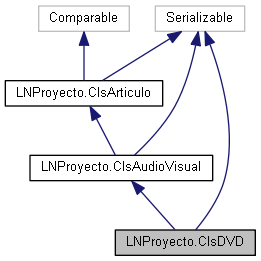 Comparable
Serializable
LNProyecto.ClsArticulo
LNProyecto.ClsAudioVisual
LNProyecto.ClsDVD